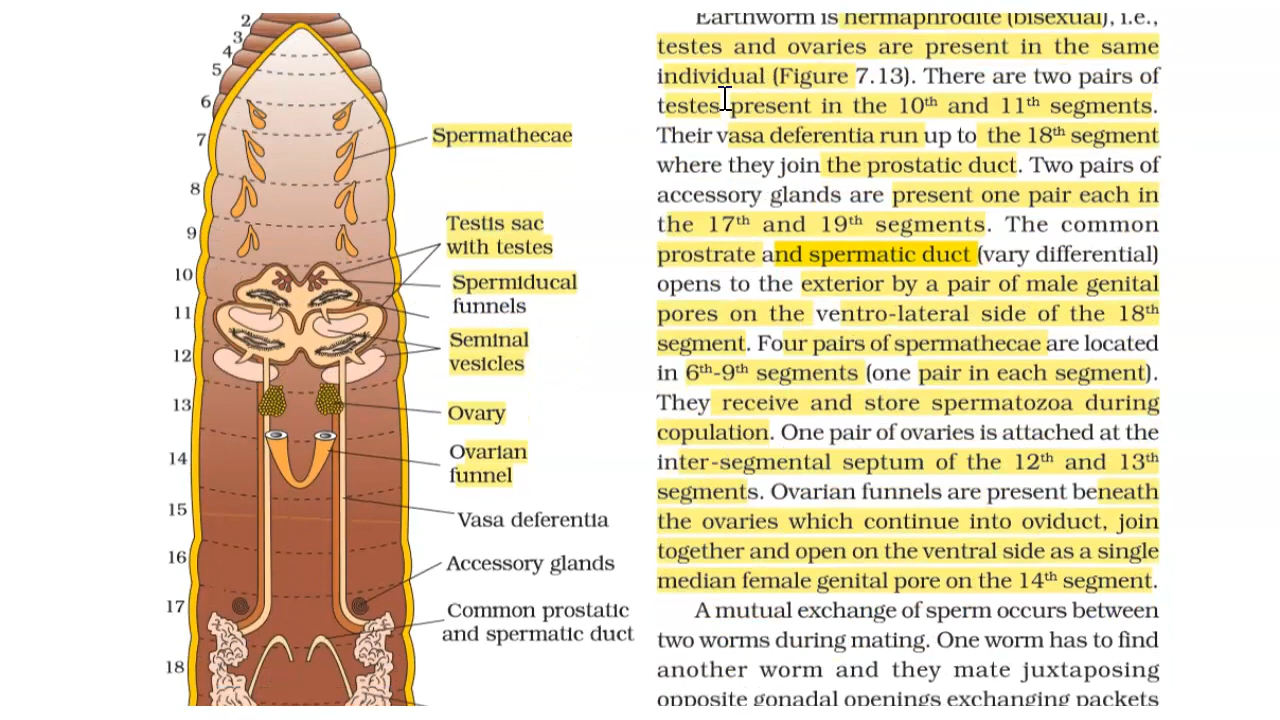 2
3
4
5
6
7
8
9
10
11
12
13
14
15
16
17
18
Spermathecae
Testis sac
with testes
Spermiducal
funnels
Seminal
vesicles
Ovary
Ovarian
funnel
Vasa deferentia
Accessory glands
Common prostatic
and spermatic duct
Earthworm is hermaphrodite (bisexual), i.e.,
testes and ovaries are present in the same
individual (Figure 7.13). There are two pairs of
testes present in the 10th and 11th segments.
Their vasa deferentia run up to the 18th segment
where they join the prostatic duct. Two pairs of
accessory glands are present one pair each in
the 17th and 19th segments. The common
prostrate and spermatic duct (vary differential)
opens to the exterior by a pair of male genital
pores on the ventro-lateral side of the 18th
segment. Four pairs of spermathecae are located
in 6th-9th segments (one pair in each segment).
They receive and store spermatozoa during
copulation. One pair of ovaries is attached at the
inter-segmental septum of the 12th and 13th
segments. Ovarian funnels are present beneath
the ovaries which continue into oviduct, join
together and open on the ventral side as a single
median female genital pore on the 14th segment.
A mutual exchange of sperm occurs between
two worms during mating. One worm has to find
another worm and they mate juxtaposing
opposite gonadal openings exchanging packets